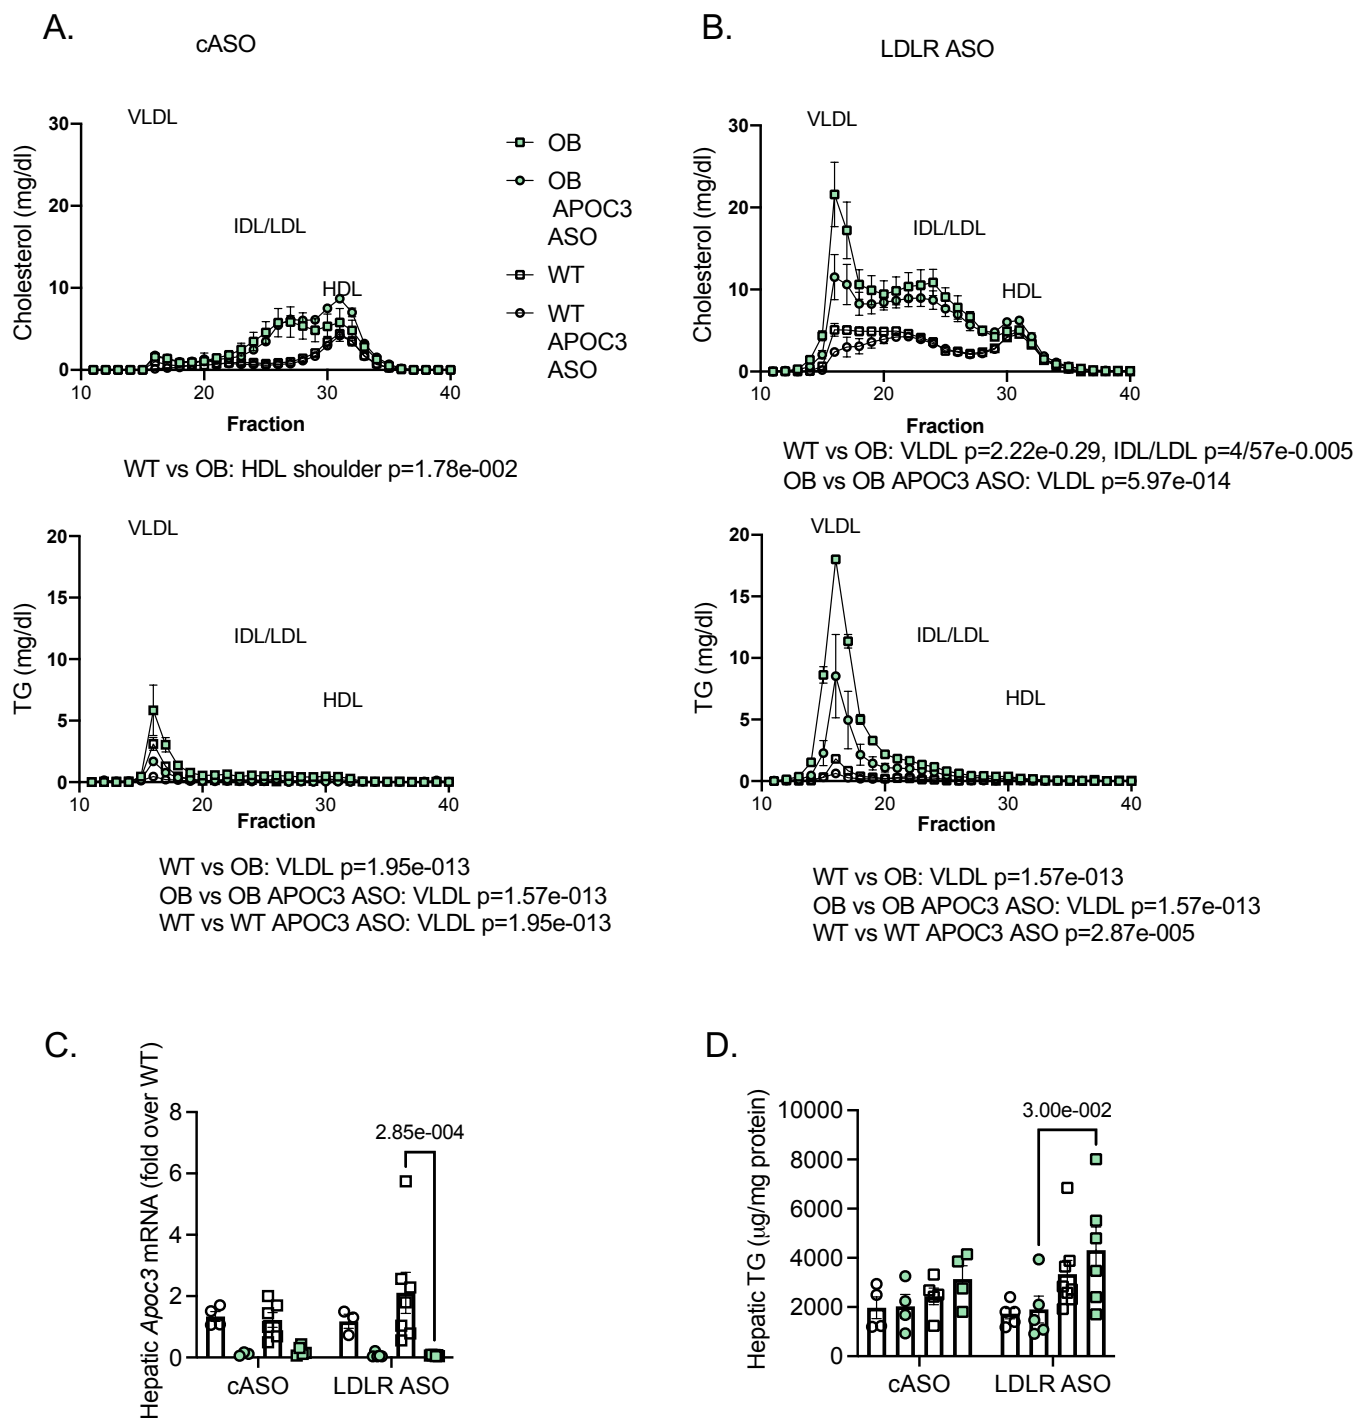 A.
cASO
VLDL
30
20
10
0
Cholesterol (mg/dl)
IDL/LDL
HDL
10
20
30
40
Fraction
OB
OB
APOC3
ASO
WT
WT
APOC3
ASO
WT vs OB: HDL shoulder p=1.78e-002
B.
LDLR ASO
VLDL
30
20
10
0
Cholesterol (mg/dl)
IDL/LDL
HDL
10
20
30
40
Fraction
WT vs OB: VLDL p=2.22e-0.29, IDL/LDL p=4/57e-0.005
OB vs OB APOC3 ASO: VLDL p=5.97e-014
VLDL
20
15
10
5
0
TG (mg/dl)
IDL/LDL
HDL
10
20
30
40
Fraction
WT vs OB: VLDL p=1.95e-013
OB vs OB APOC3 ASO: VLDL p=1.57e-013
WT vs WT APOC3 ASO: VLDL p=1.95e-013
VLDL
20
15
10
5
0
TG (mg/dl)
IDL/LDL
HDL
10
20
30
40
Fraction
WT vs OB: VLDL p=1.57e-013
OB vs OB APOC3 ASO: VLDL p=1.57e-013
WT vs WT APOC3 ASO p=2.87e-005
C.
Hepatic Apoc3 mRNA (fold over WT)
8
6
4
2
0
2.85e-004
cASO
LDLR ASO
D.
Hepatic TG (µg/mg protein)
10000
8000
6000
4000
2000
0
3.00e-002
cASO
LDLR ASO